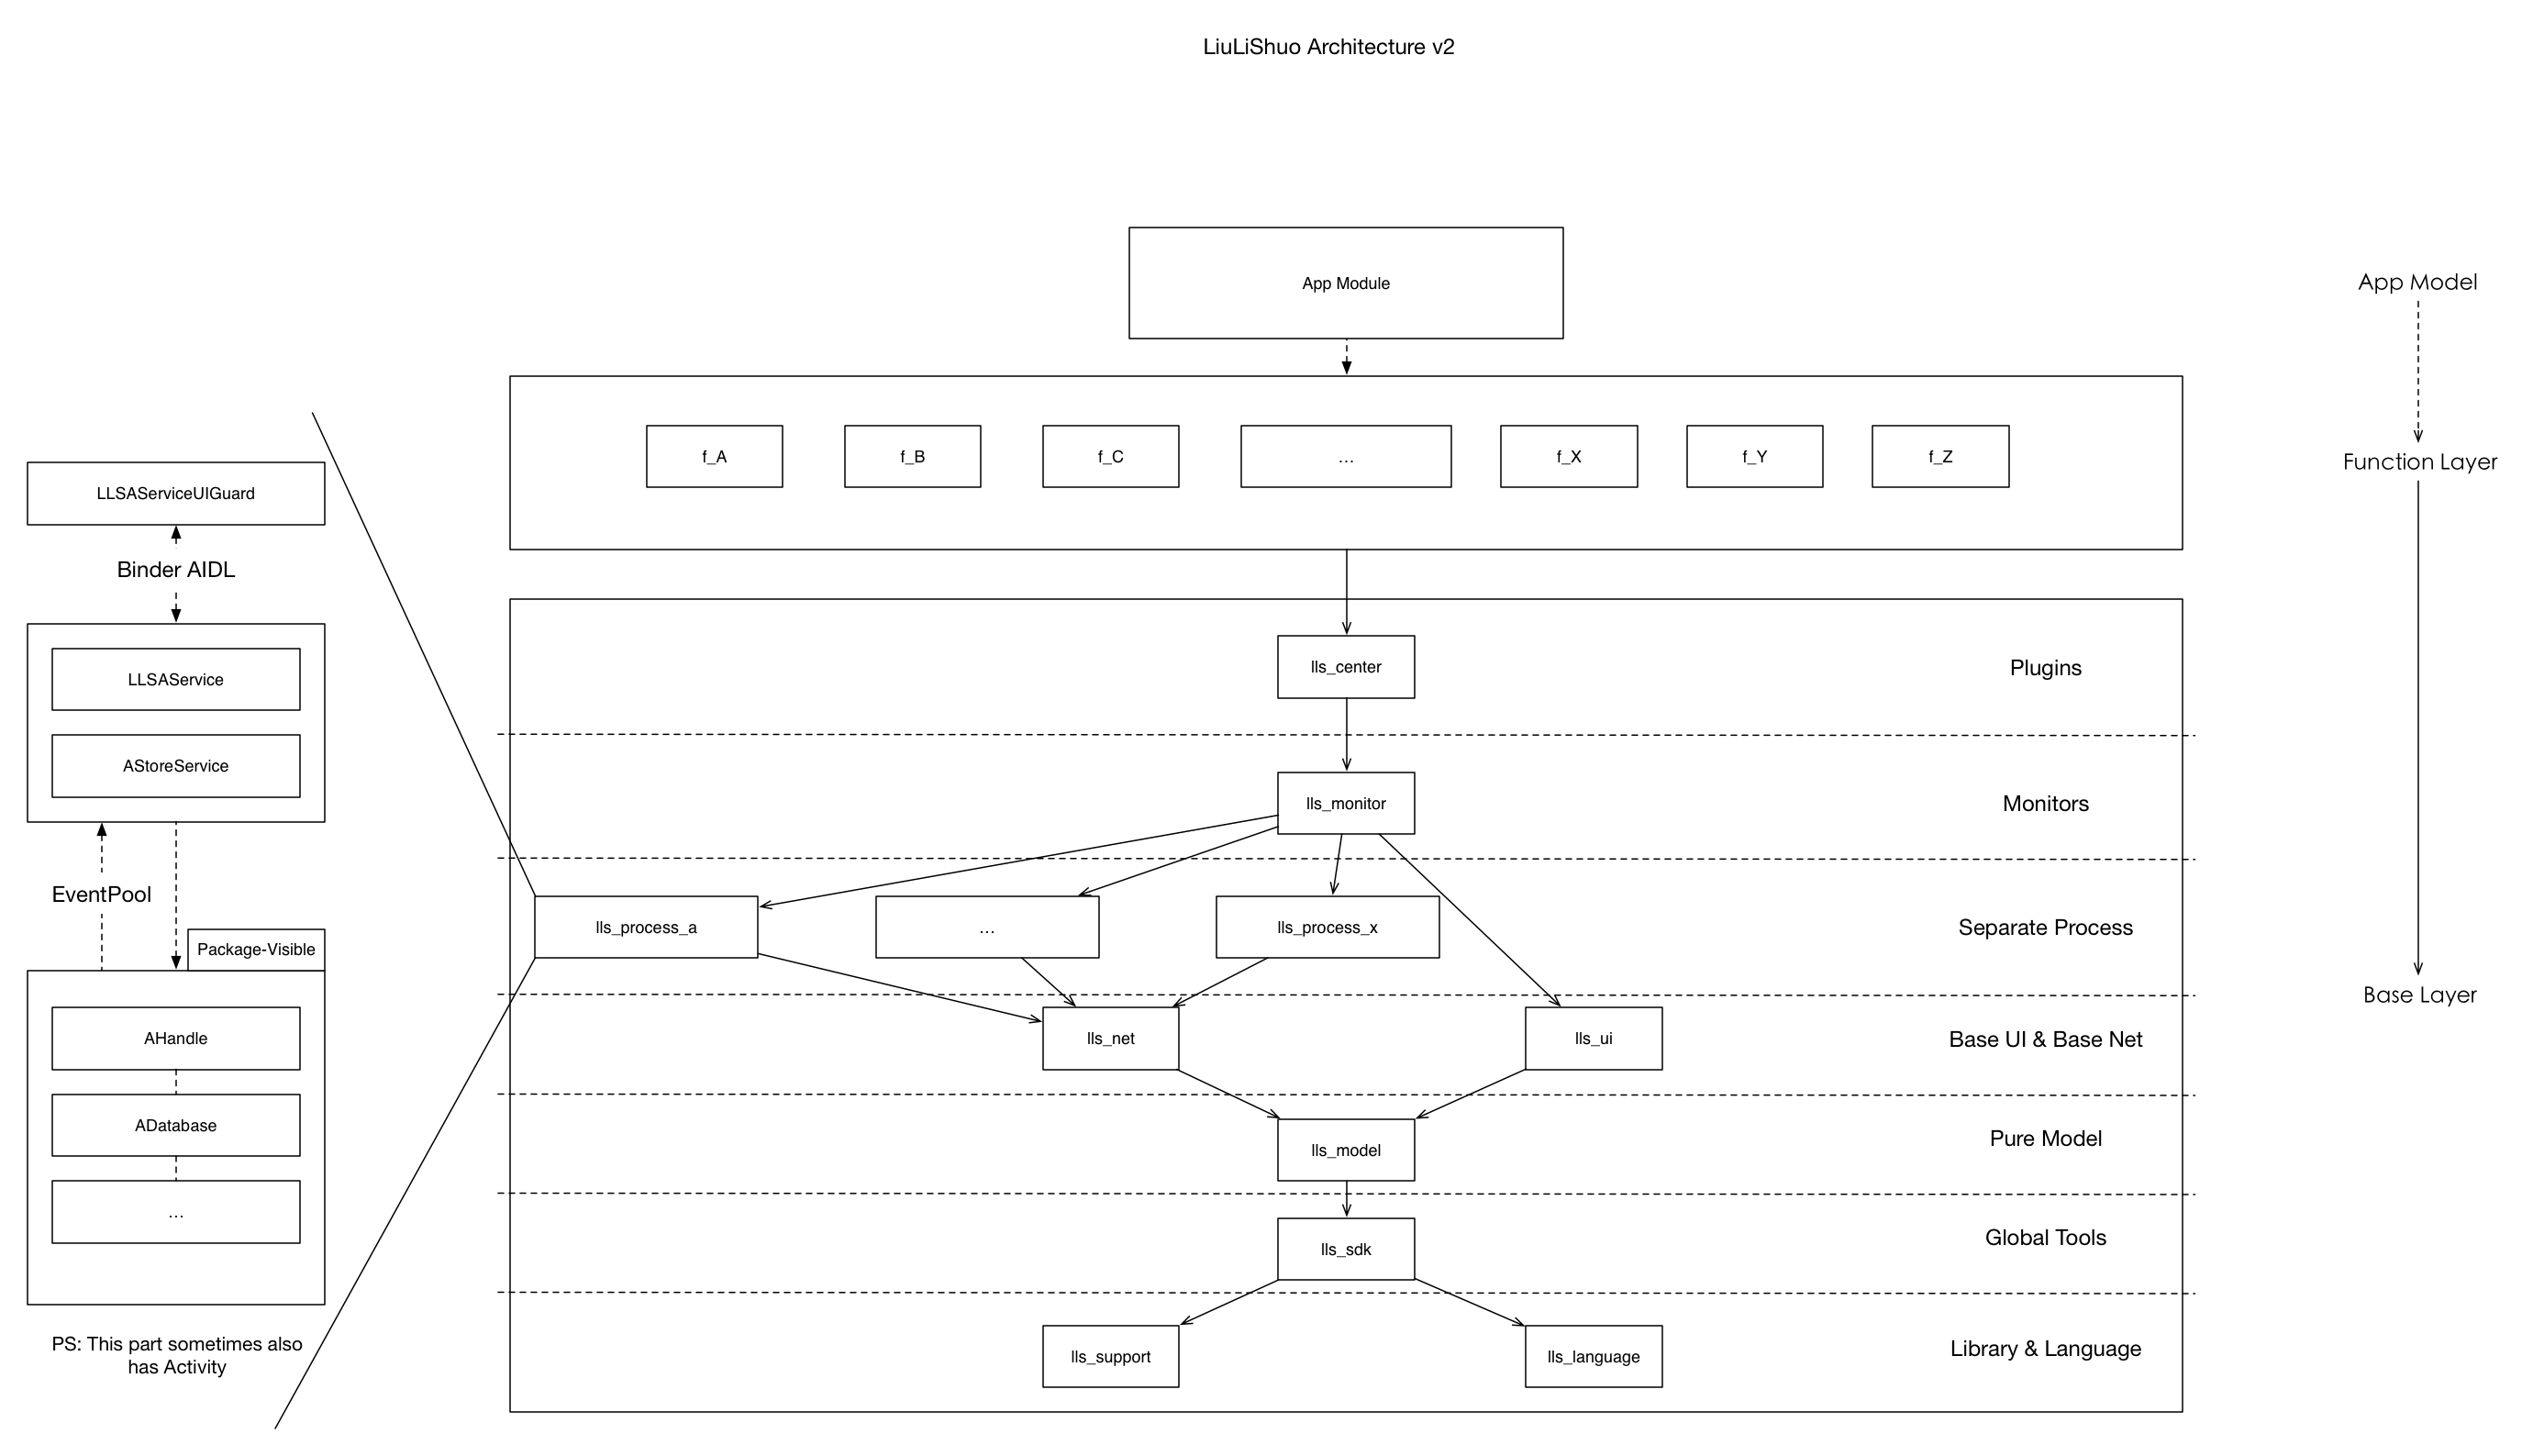 LiuLiShuo Architecture v2
App Module
App Model
f_A
f_B
f_C
...
f_X
f_Y
f_Z
Function Layer
LLSAServiceUIGuard
Binder AIDL
LLSAService
AStoreService
EventPool
Package-Visible
AHandle
ADatabase
...
PS: This part sometimes also
has Activity
lls_center
Plugins
lls_monitor
Monitors
lls_process_a
...
lls_process_x
Separate Process
Base Layer
lls_net
lls_ui
Base UI & Base Net
lls_model
Pure Model
lls_sdk
Global Tools
lls_support
lls_language
Library & Language